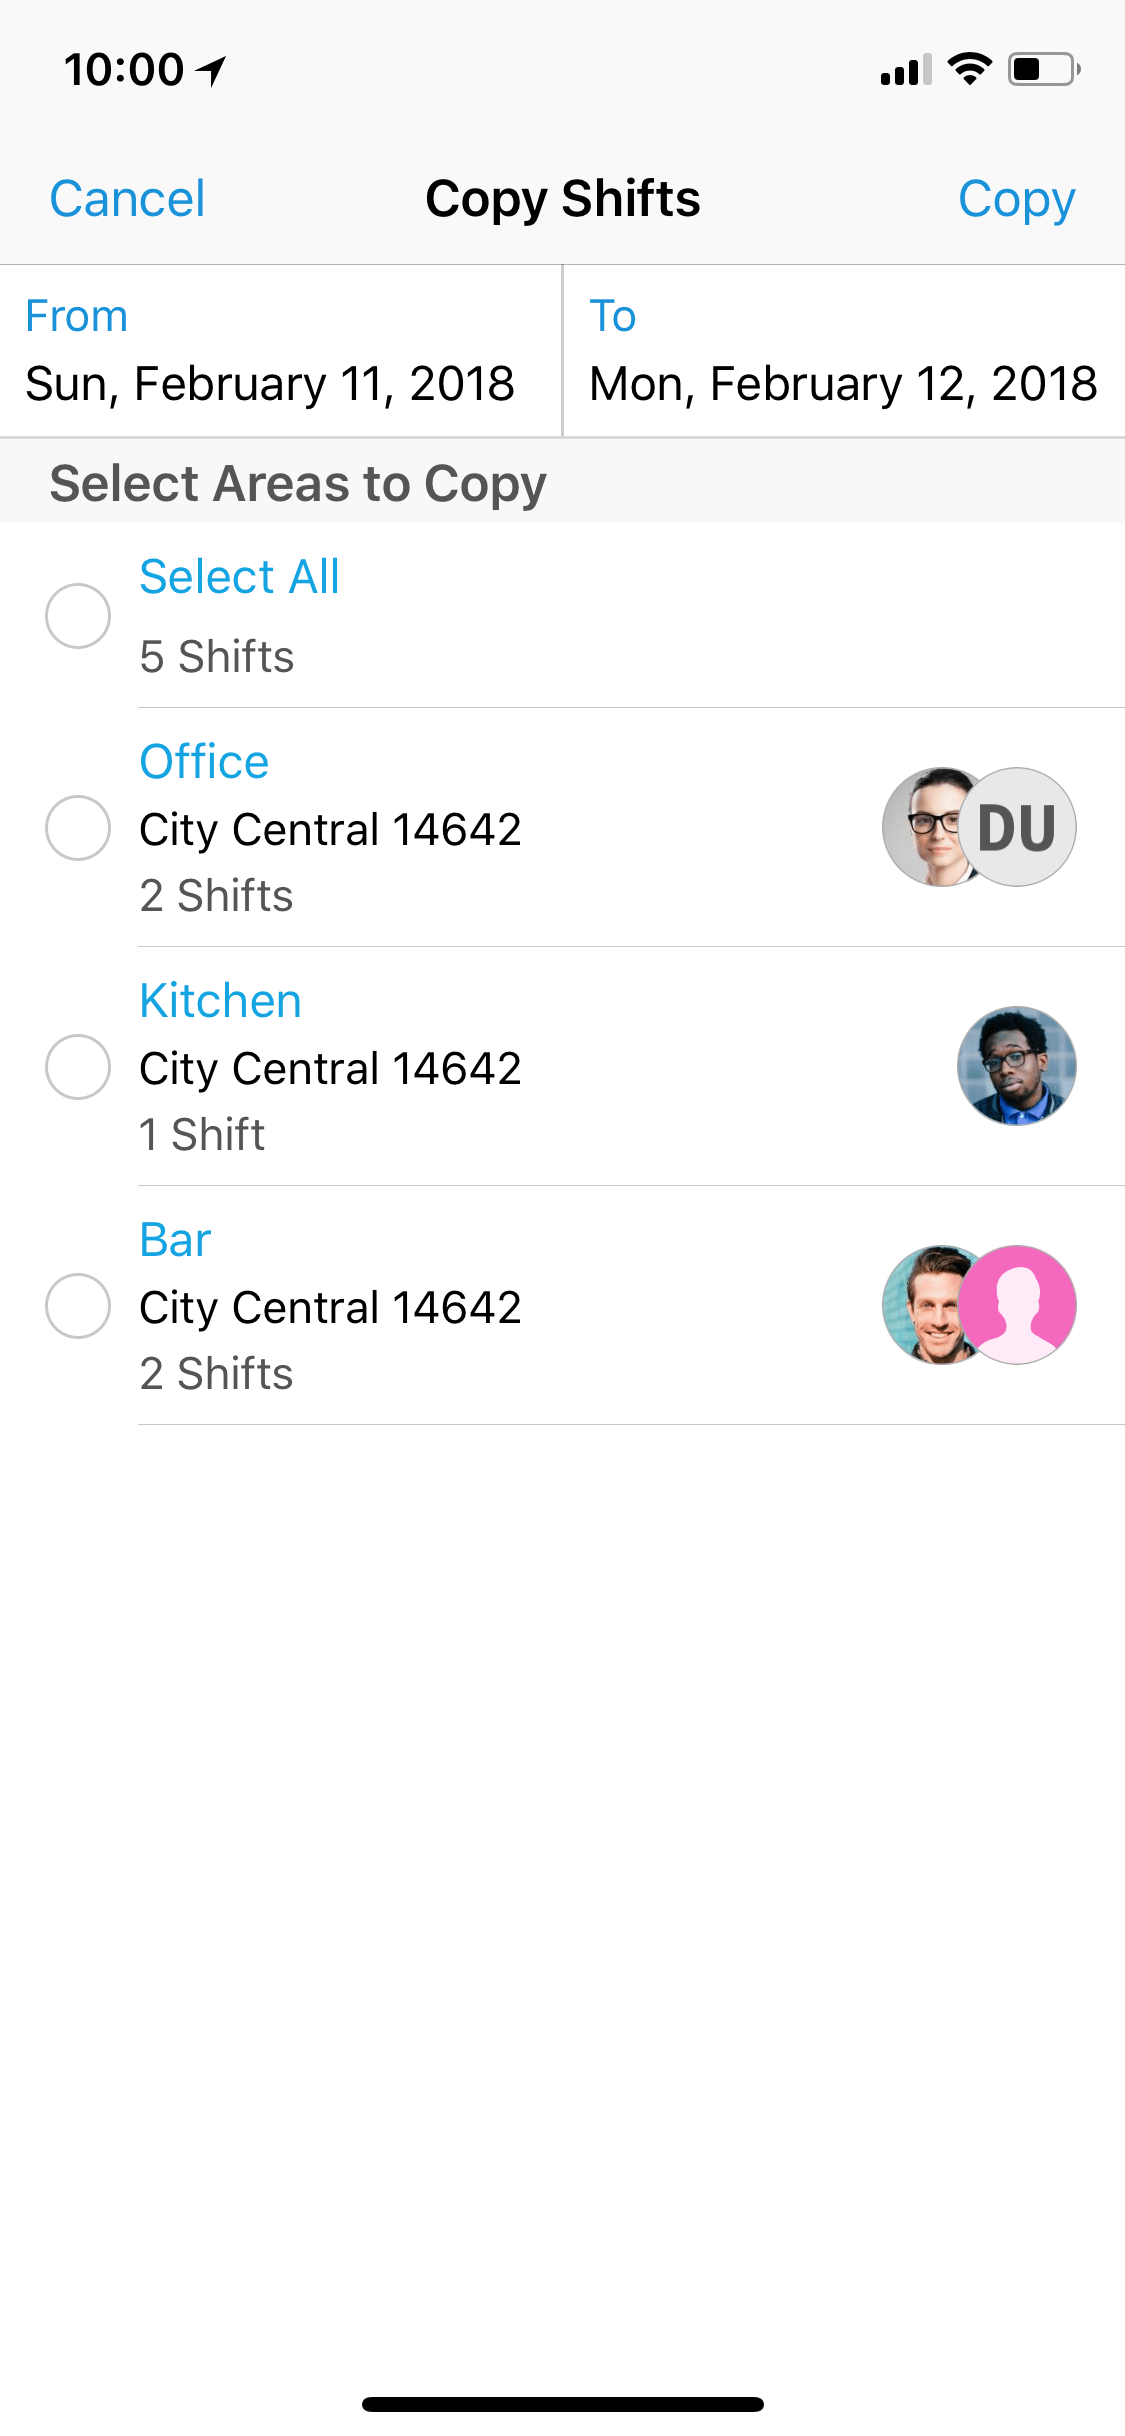 10:00
Cancel Copy Shifts Copy
From
Sun, February 11, 2018
To
Mon, February 12, 2018
Select Areas to Copy
Select All
5 Shifts
Office
City Central 14642
2 Shifts
DU
Kitchen
City Central 14642
1 Shift
Bar
City Central 14642
2 Shifts